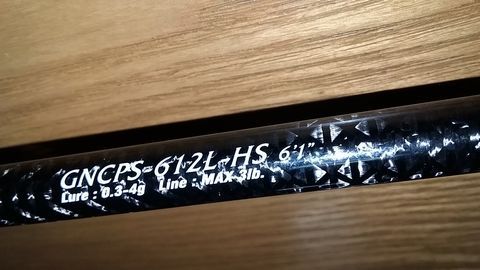 GNCPS-612L-HS 6'1"
Lure : 0.3-4g Line : MAX 3lb.